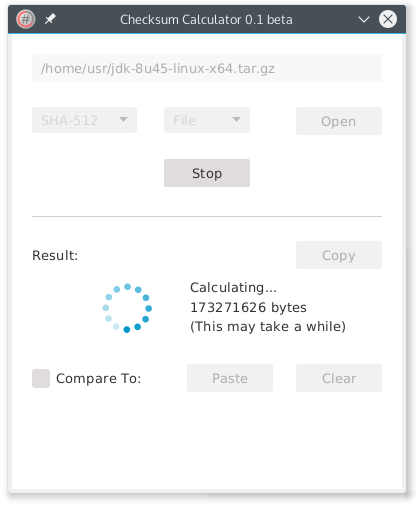 # Checksum Calculator 0.1 beta
/home/usr/jdk-8u45-linux-x64.tar.gz
SHA-512 File Open
Stop
Result: Copy
Calculating...
173271626 bytes
(This may take a while)
Compare To: Paste Clear